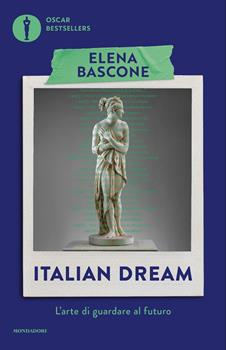 OSCAR
BESTSELLERS
ELENA
BASCONE
ITALIAN DREAM
L'arte di guardare al futuro
MONDADORI